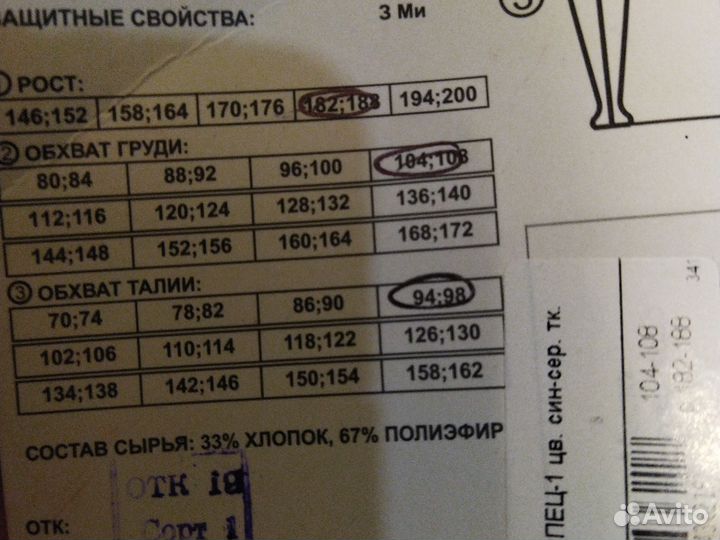 ЗАЩИТНЫЕ СВОЙСТВА: З Ми
3
1 РОСТ:
146;152 158;164 170;176 182;188 194;200
2 ОБХВАТ ГРУДИ:
80;84 88;92 96;100 104;108
112;116 120;124 128;132 136;140
144;148 152;156 160;164 168;172
3 ОБХВАТ ТАЛИИ:
70;74 78;82 86;90 94;98
102;106 110;114 118;122 126;130
134;138 142;146 150;154 158;162
СОСТАВ СЫРЬЯ: 33% ХЛОПОК, 67% ПОЛИЭФИР
ОТК:
ОТК 19
Сорт 1
ПЕЦ-1 цв. син-сер. тк.
104-108
182-188
341
Avito